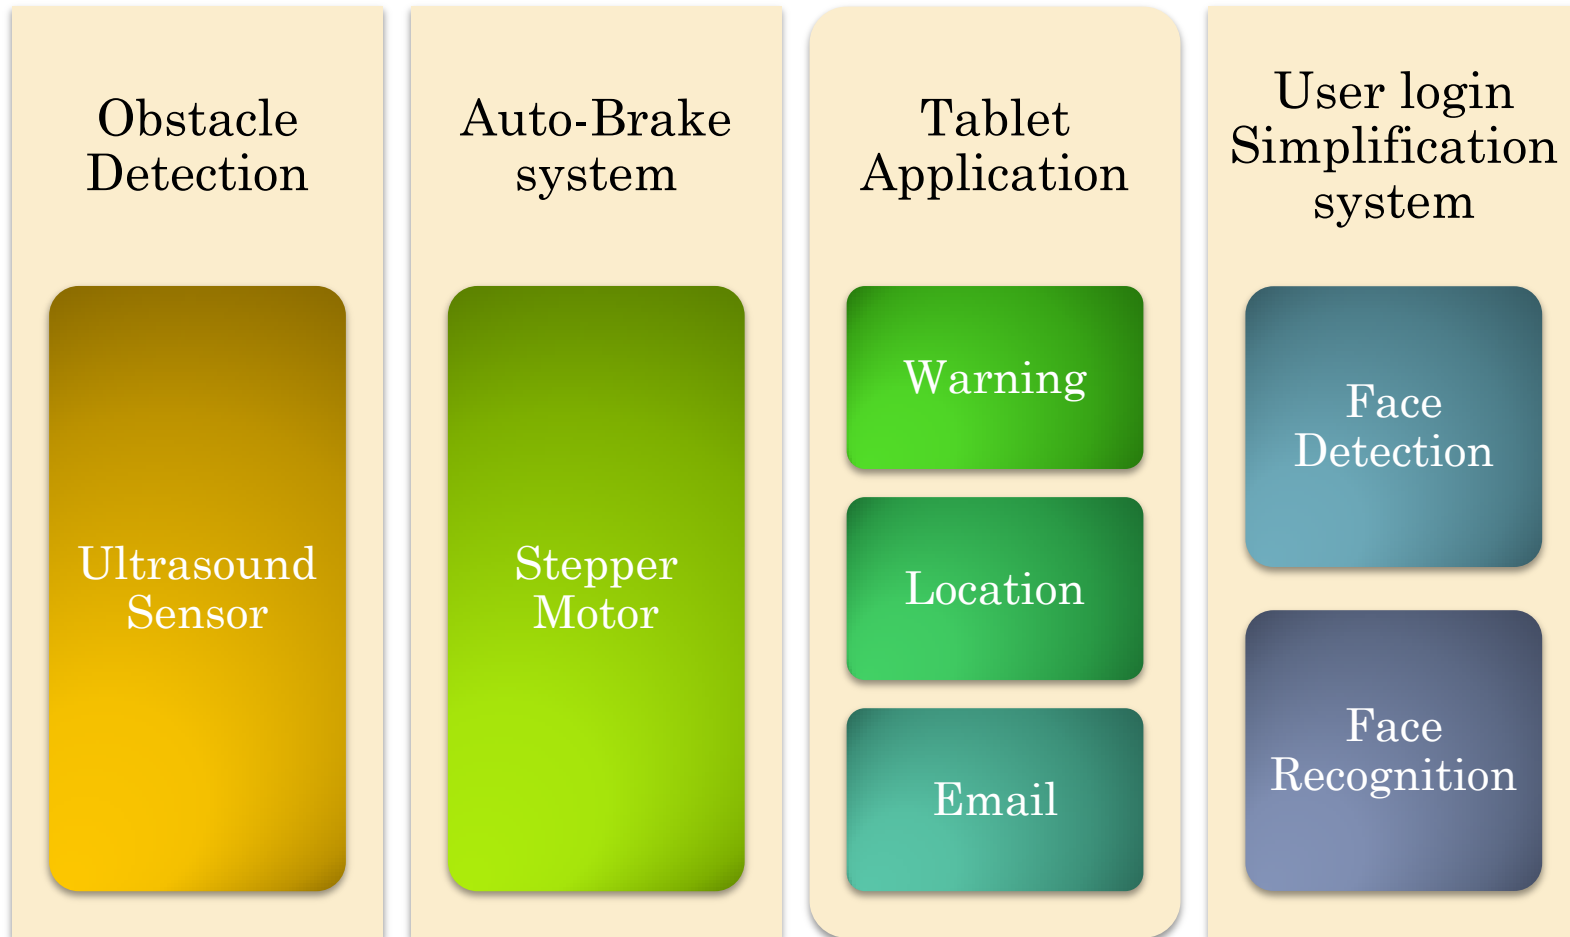 Obstacle
Detection
Ultrasound
Sensor
Auto-Brake
system
Stepper
Motor
Tablet
Application
Warning
Location
Email
User login
Simplification
system
Face
Detection
Face
Recognition